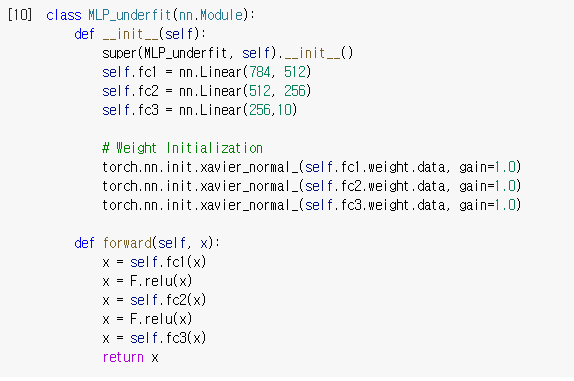 [10] class MLP_underfit(nn.Module):
    def __init__(self):
        super(MLP_underfit, self).__init__()
        self.fc1 = nn.Linear(784, 512)
        self.fc2 = nn.Linear(512, 256)
        self.fc3 = nn.Linear(256,10)

        # Weight Initialization
        torch.nn.init.xavier_normal_(self.fc1.weight.data, gain=1.0)
        torch.nn.init.xavier_normal_(self.fc2.weight.data, gain=1.0)
        torch.nn.init.xavier_normal_(self.fc3.weight.data, gain=1.0)

    def forward(self, x):
        x = self.fc1(x)
        x = F.relu(x)
        x = self.fc2(x)
        x = F.relu(x)
        x = self.fc3(x)
        return x